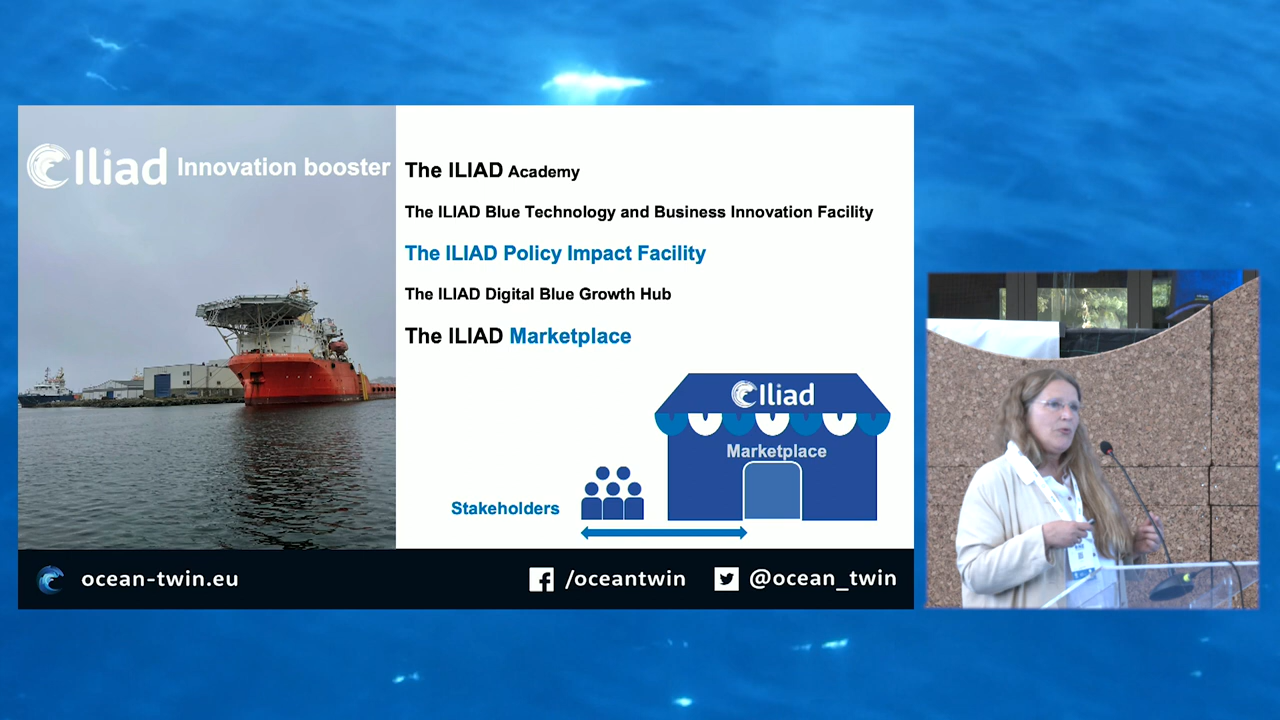 Iliad Innovation booster
The ILIAD Academy
The ILIAD Blue Technology and Business Innovation Facility
The ILIAD Policy Impact Facility
The ILIAD Digital Blue Growth Hub
The ILIAD Marketplace
Iliad
Marketplace
Stakeholders
ocean-twin.eu
/oceantwin
@ocean_twin